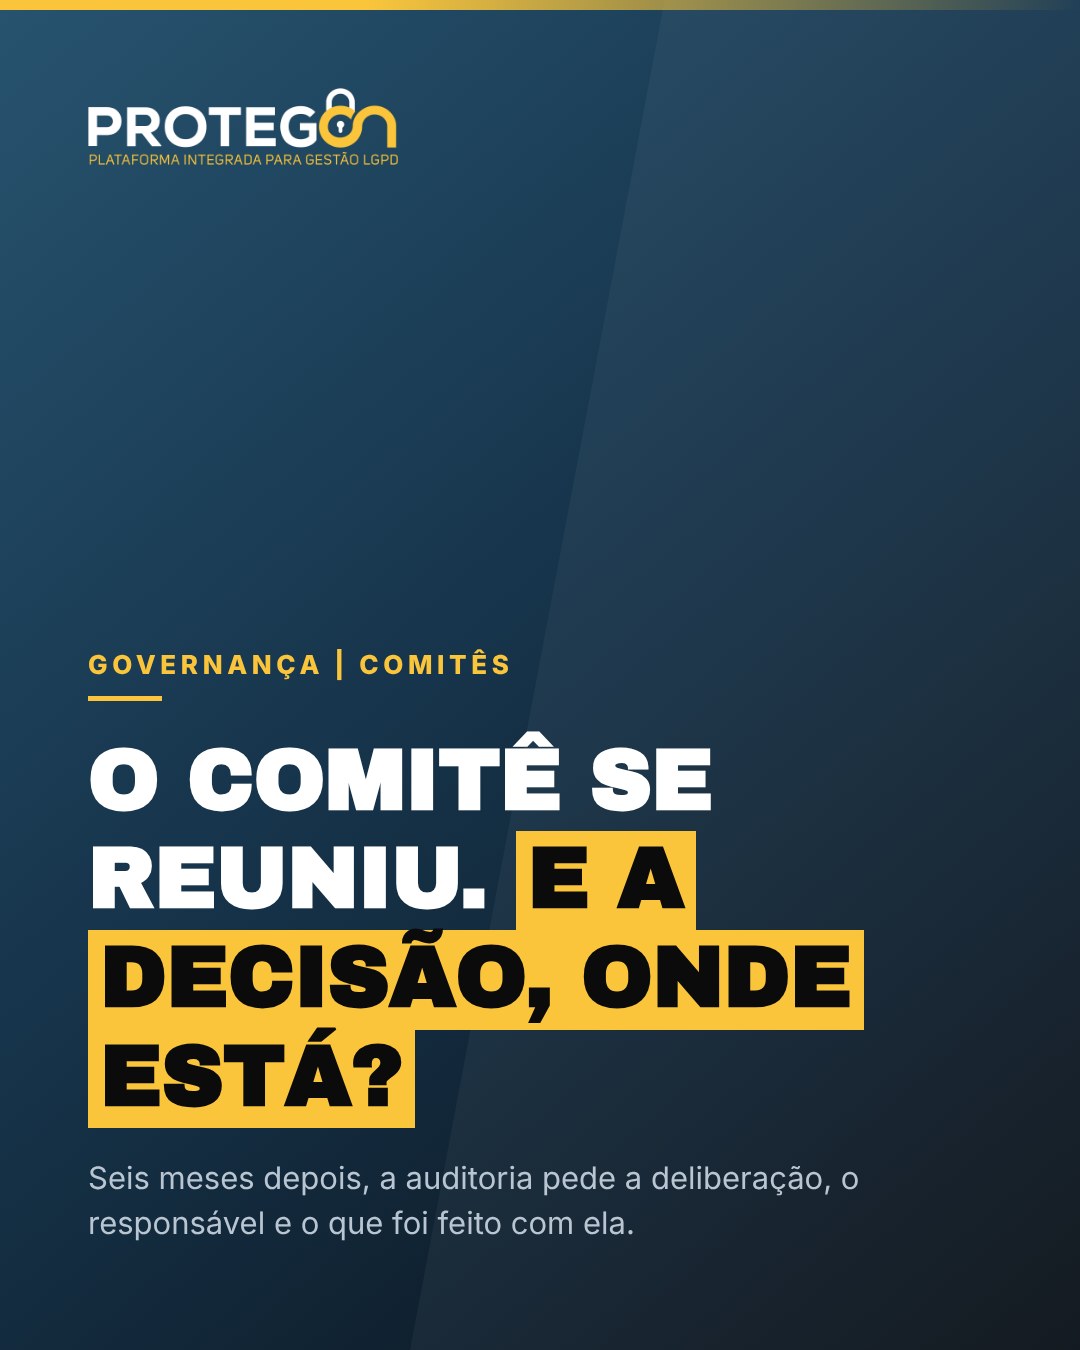 PROTEGON
PLATAFORMA INTEGRADA PARA GESTÃO LGPD
GOVERNANÇA | COMITÊS
O COMITÊ SE
REUNIU. E A
DECISÃO, ONDE
ESTÁ?
Seis meses depois, a auditoria pede a deliberação, o
responsável e o que foi feito com ela.